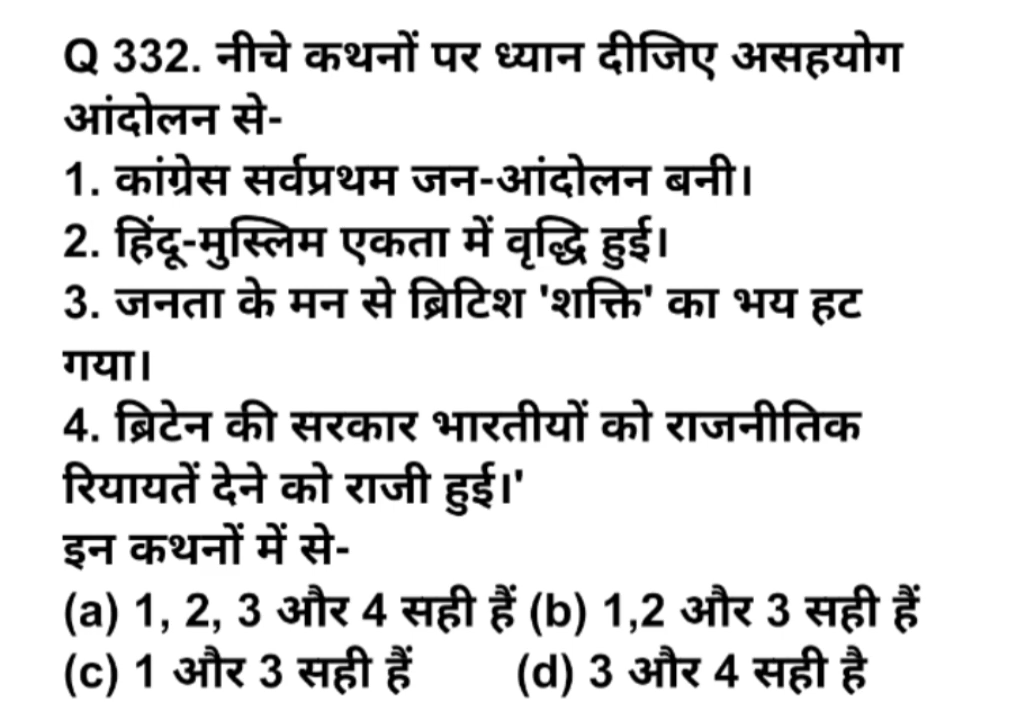 Q 332. नीचे कथनों पर ध्यान दीजिए असहयोग
आंदोलन से-
1. कांग्रेस सर्वप्रथम जन-आंदोलन बनी।
2. हिंदू-मुस्लिम एकता में वृद्धि हुई।
3. जनता के मन से ब्रिटिश 'शक्ति' का भय हट
गया।
4. ब्रिटेन की सरकार भारतीयों को राजनीतिक
रियायतें देने को राजी हुई।'
इन कथनों में से-
(a) 1, 2, 3 और 4 सही हैं (b) 1,2 और 3 सही हैं
(c) 1 और 3 सही हैं (d) 3 और 4 सही है